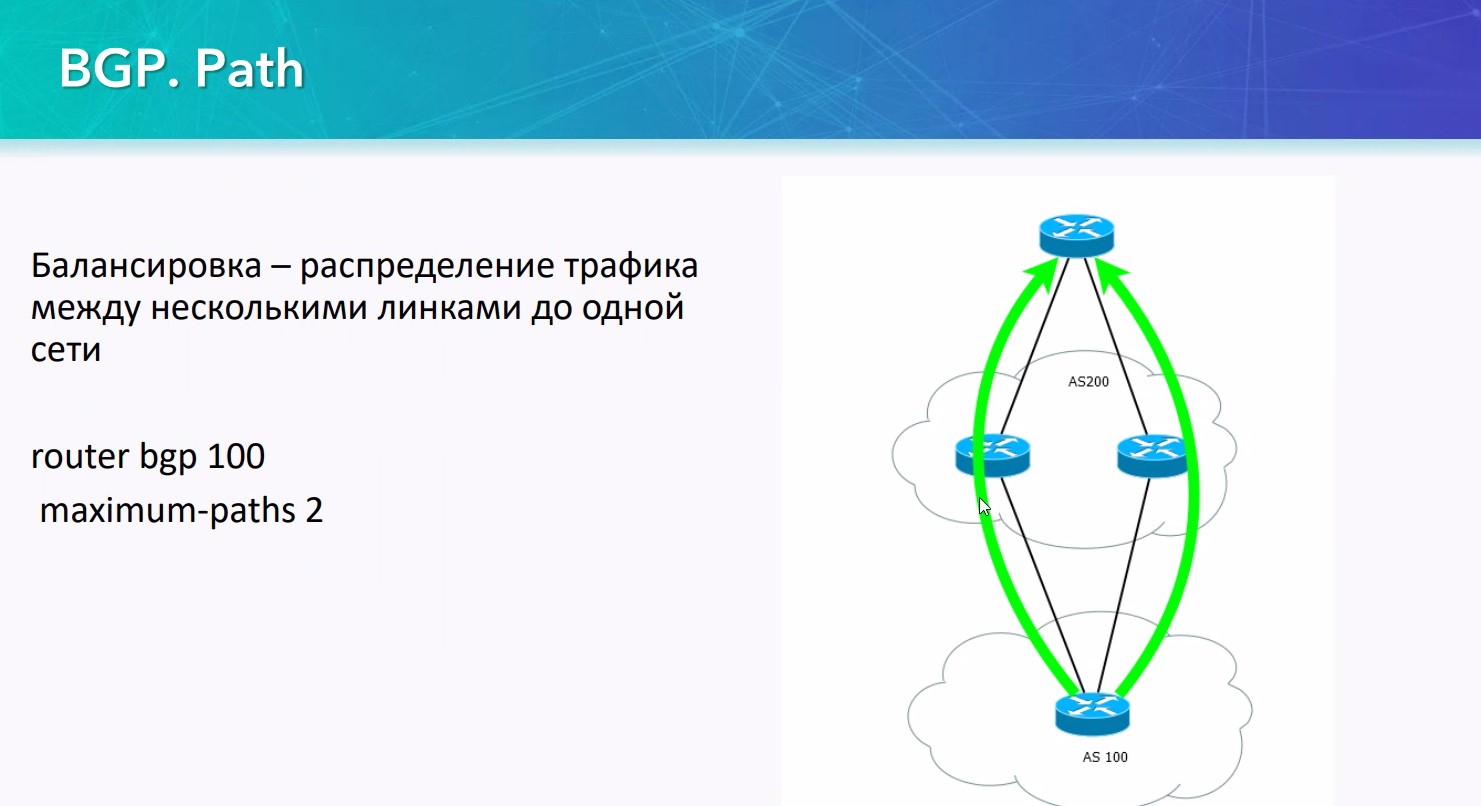 BGP. Path
Балансировка – распределение трафика
между несколькими линками до одной
сети
router bgp 100
maximum-paths 2
AS200
AS 100